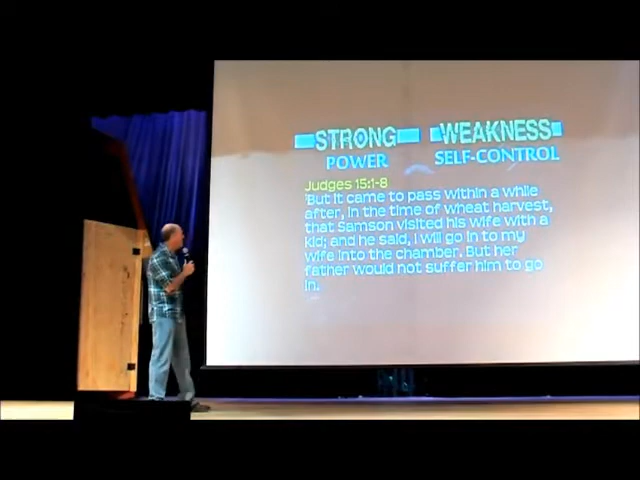 STRONG WEAKNESS
POWER SELF-CONTROL
Judges 15:1-8
But it came to pass within a while
after, in the time of wheat harvest,
that Samson visited his wife with a
kid; and he said, I will go in to my
wife into the chamber. But her
father would not suffer him to go
in.